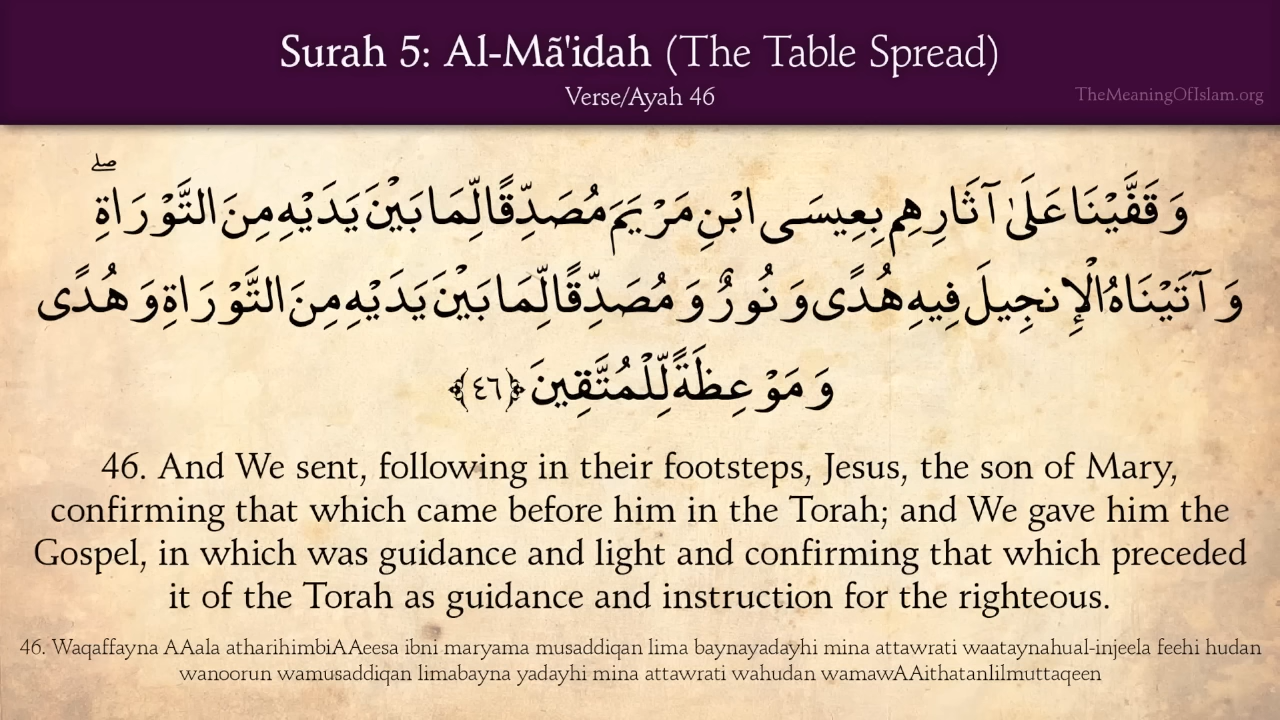 Surah 5: Al-Mã'idah (The Table Spread)
Verse/Ayah 46
TheMeaningOfIslam.org
وَقَفَّيْنَا عَلَىٰ آثَارِهِم بِعِيسَى ابْنِ مَرْيَمَ مُصَدِّقًا لِّمَا بَيْنَ يَدَيْهِ مِنَ التَّوْرَاةِ ۖ
وَآتَيْنَاهُ الْإِنجِيلَ فِيهِ هُدًى وَنُورٌ وَمُصَدِّقًا لِّمَا بَيْنَ يَدَيْهِ مِنَ التَّوْرَاةِ وَهُدًى
وَمَوْعِظَةً لِّلْمُتَّقِينَ ﴿٤٦﴾
46. And We sent, following in their footsteps, Jesus, the son of Mary,
confirming that which came before him in the Torah; and We gave him the
Gospel, in which was guidance and light and confirming that which preceded
it of the Torah as guidance and instruction for the righteous.
46. Waqaffayna AAala atharihimbiAAeesa ibni maryama musaddiqan lima baynayadayhi mina attawrati waataynahual-injeela feehi hudan
wanoorun wamusaddiqan limabayna yadayhi mina attawrati wahudan wamawAAithatanlilmuttaqeen